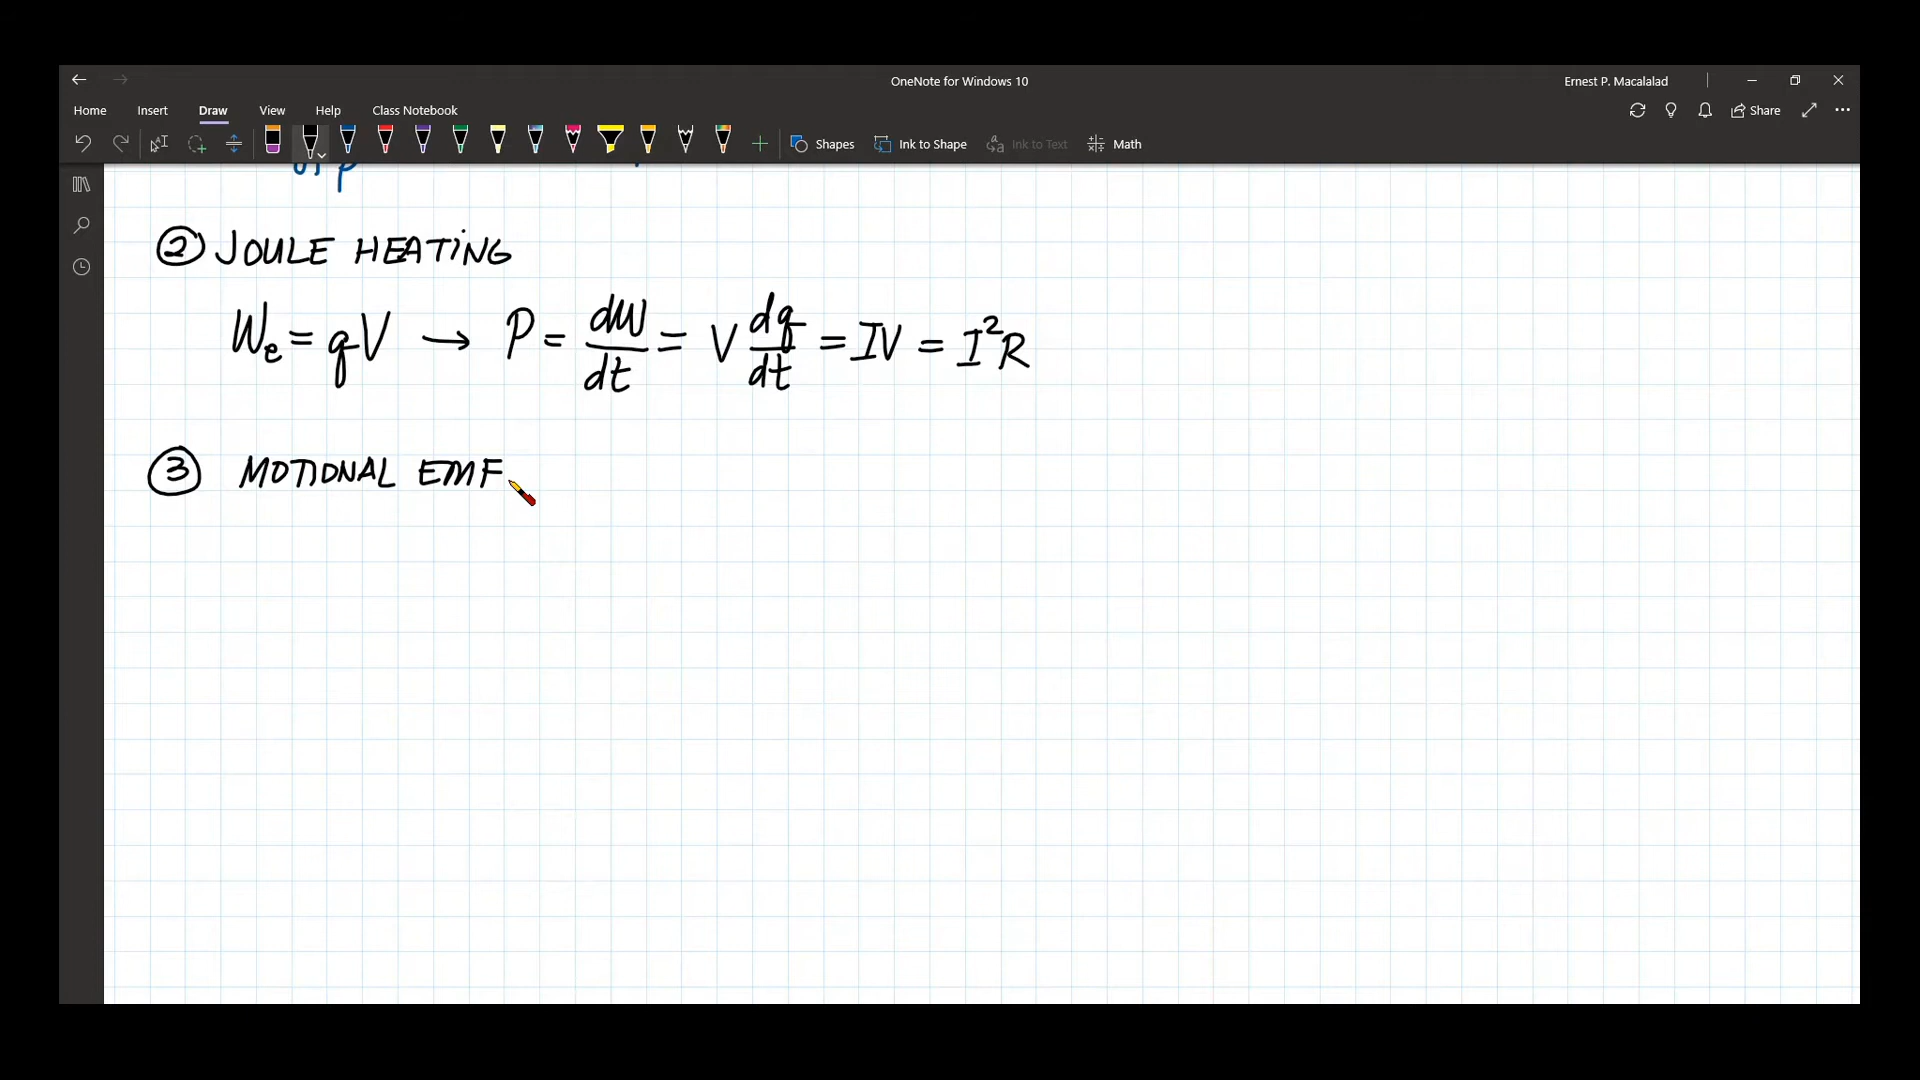 OneNote for Windows 10
Ernest P. Macalalad
Home Insert Draw View Help Class Notebook
Share
Shapes Ink to Shape Ink to Text Math
② JOULE HEATING
Wₑ = qV → P = dW/dt = V dq/dt = IV = I²R
③ MOTIONAL EMF